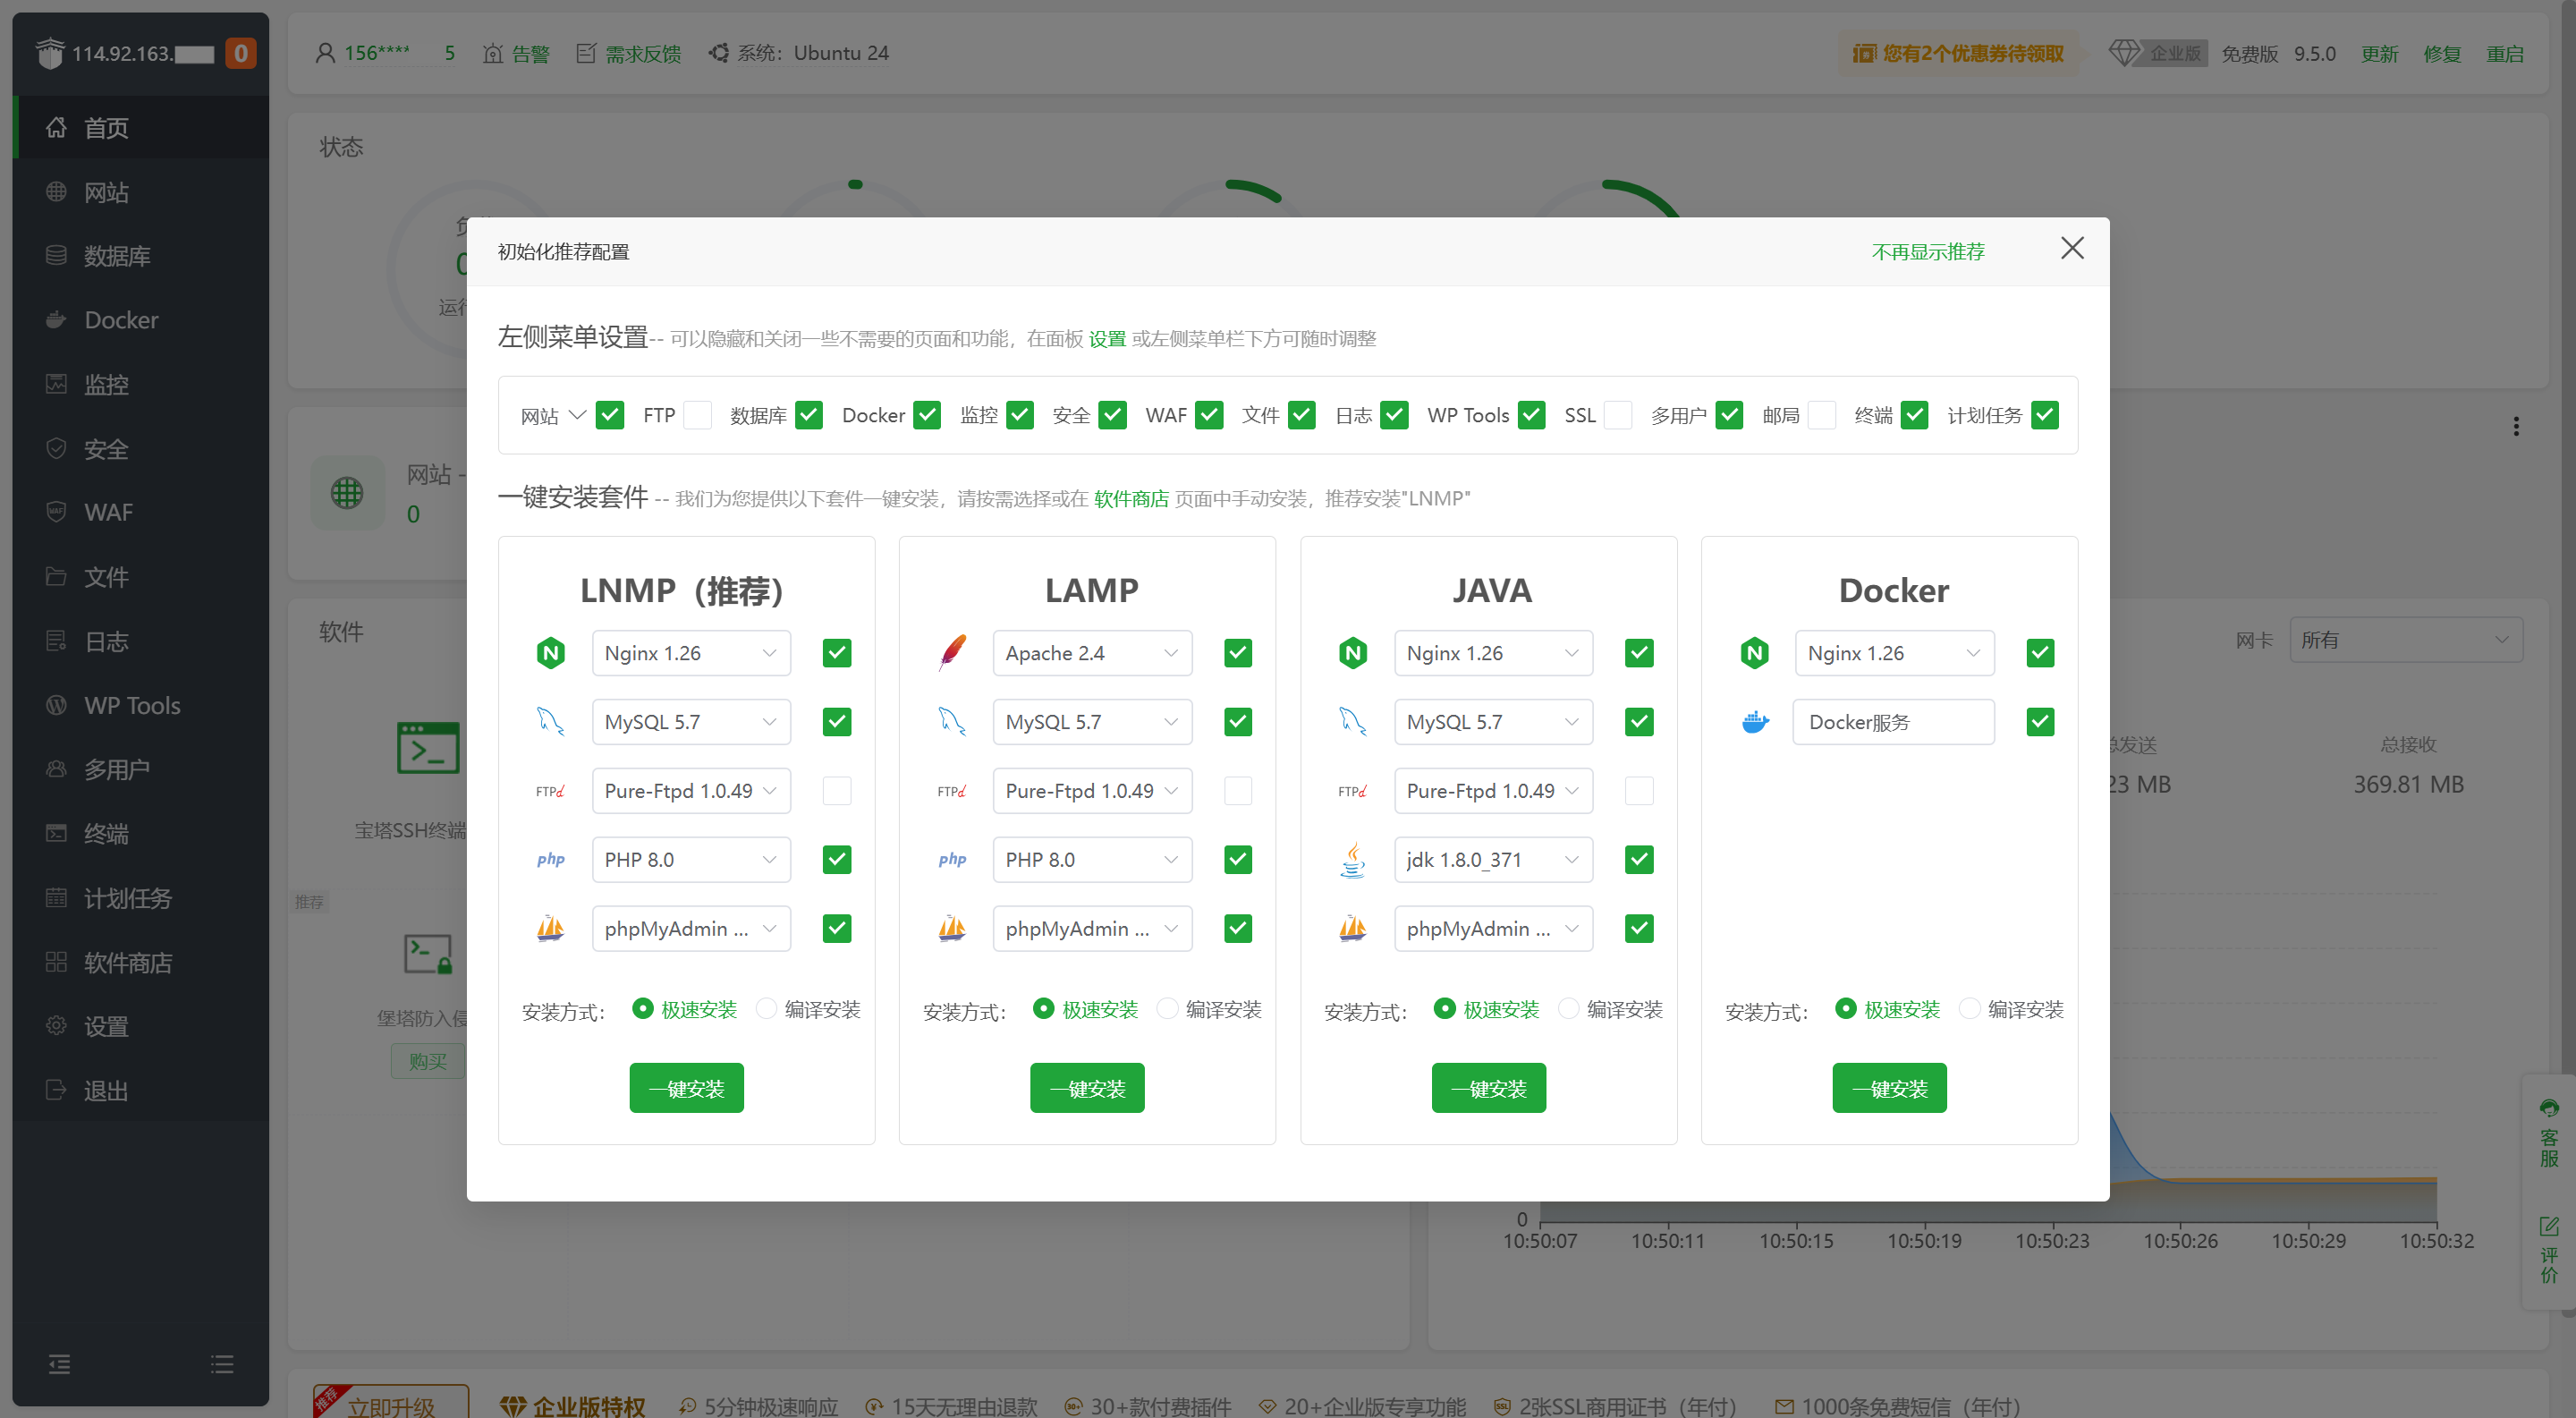 114.92.163. 0
156**** 5 告警 需求反馈 系统：Ubuntu 24 您有2个优惠券待领取 企业版 免费版 9.5.0 更新 修复 重启
首页
网站
数据库
Docker
监控
安全
WAF
文件
日志
WP Tools
多用户
终端
计划任务
软件商店
设置
退出
状态
初始化推荐配置 不再显示推荐
左侧菜单设置-- 可以隐藏和关闭一些不需要的页面和功能，在面板 设置 或左侧菜单栏下方可随时调整
网站 FTP 数据库 Docker 监控 安全 WAF 文件 日志 WP Tools SSL 多用户 邮局 终端 计划任务
一键安装套件 -- 我们为您提供以下套件一键安装，请按需选择或在 软件商店 页面中手动安装，推荐安装"LNMP"
LNMP（推荐）
Nginx 1.26
MySQL 5.7
FTPd Pure-Ftpd 1.0.49
php PHP 8.0
phpMyAdmin ...
安装方式： 极速安装 编译安装
一键安装
LAMP
Apache 2.4
MySQL 5.7
FTPd Pure-Ftpd 1.0.49
php PHP 8.0
phpMyAdmin ...
安装方式： 极速安装 编译安装
一键安装
JAVA
Nginx 1.26
MySQL 5.7
FTPd Pure-Ftpd 1.0.49
jdk 1.8.0_371
phpMyAdmin ...
安装方式： 极速安装 编译安装
一键安装
Docker
Nginx 1.26
Docker服务
安装方式： 极速安装 编译安装
一键安装
网站 -
0
软件
宝塔SSH终端
推荐
堡塔防入侵
购买
网卡 所有
总发送 总接收
23 MB 369.81 MB
0
10:50:07 10:50:11 10:50:15 10:50:19 10:50:23 10:50:26 10:50:29 10:50:32
客服
评价
推荐 立即升级 企业版特权 5分钟极速响应 15天无理由退款 30+款付费插件 20+企业版专享功能 2张SSL商用证书（年付） 1000条免费短信（年付）